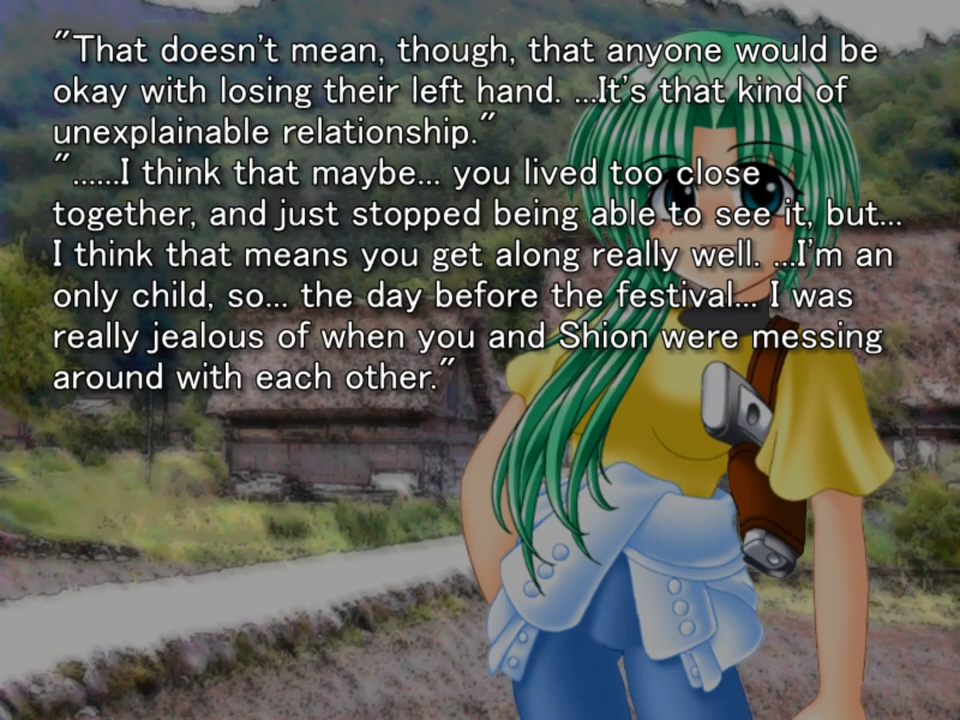 "That doesn't mean, though, that anyone would be
okay with losing their left hand. ...It's that kind of
unexplainable relationship."
"......I think that maybe... you lived too close
together, and just stopped being able to see it, but...
I think that means you get along really well. ...I'm an
only child, so... the day before the festival... I was
really jealous of when you and Shion were messing
around with each other."